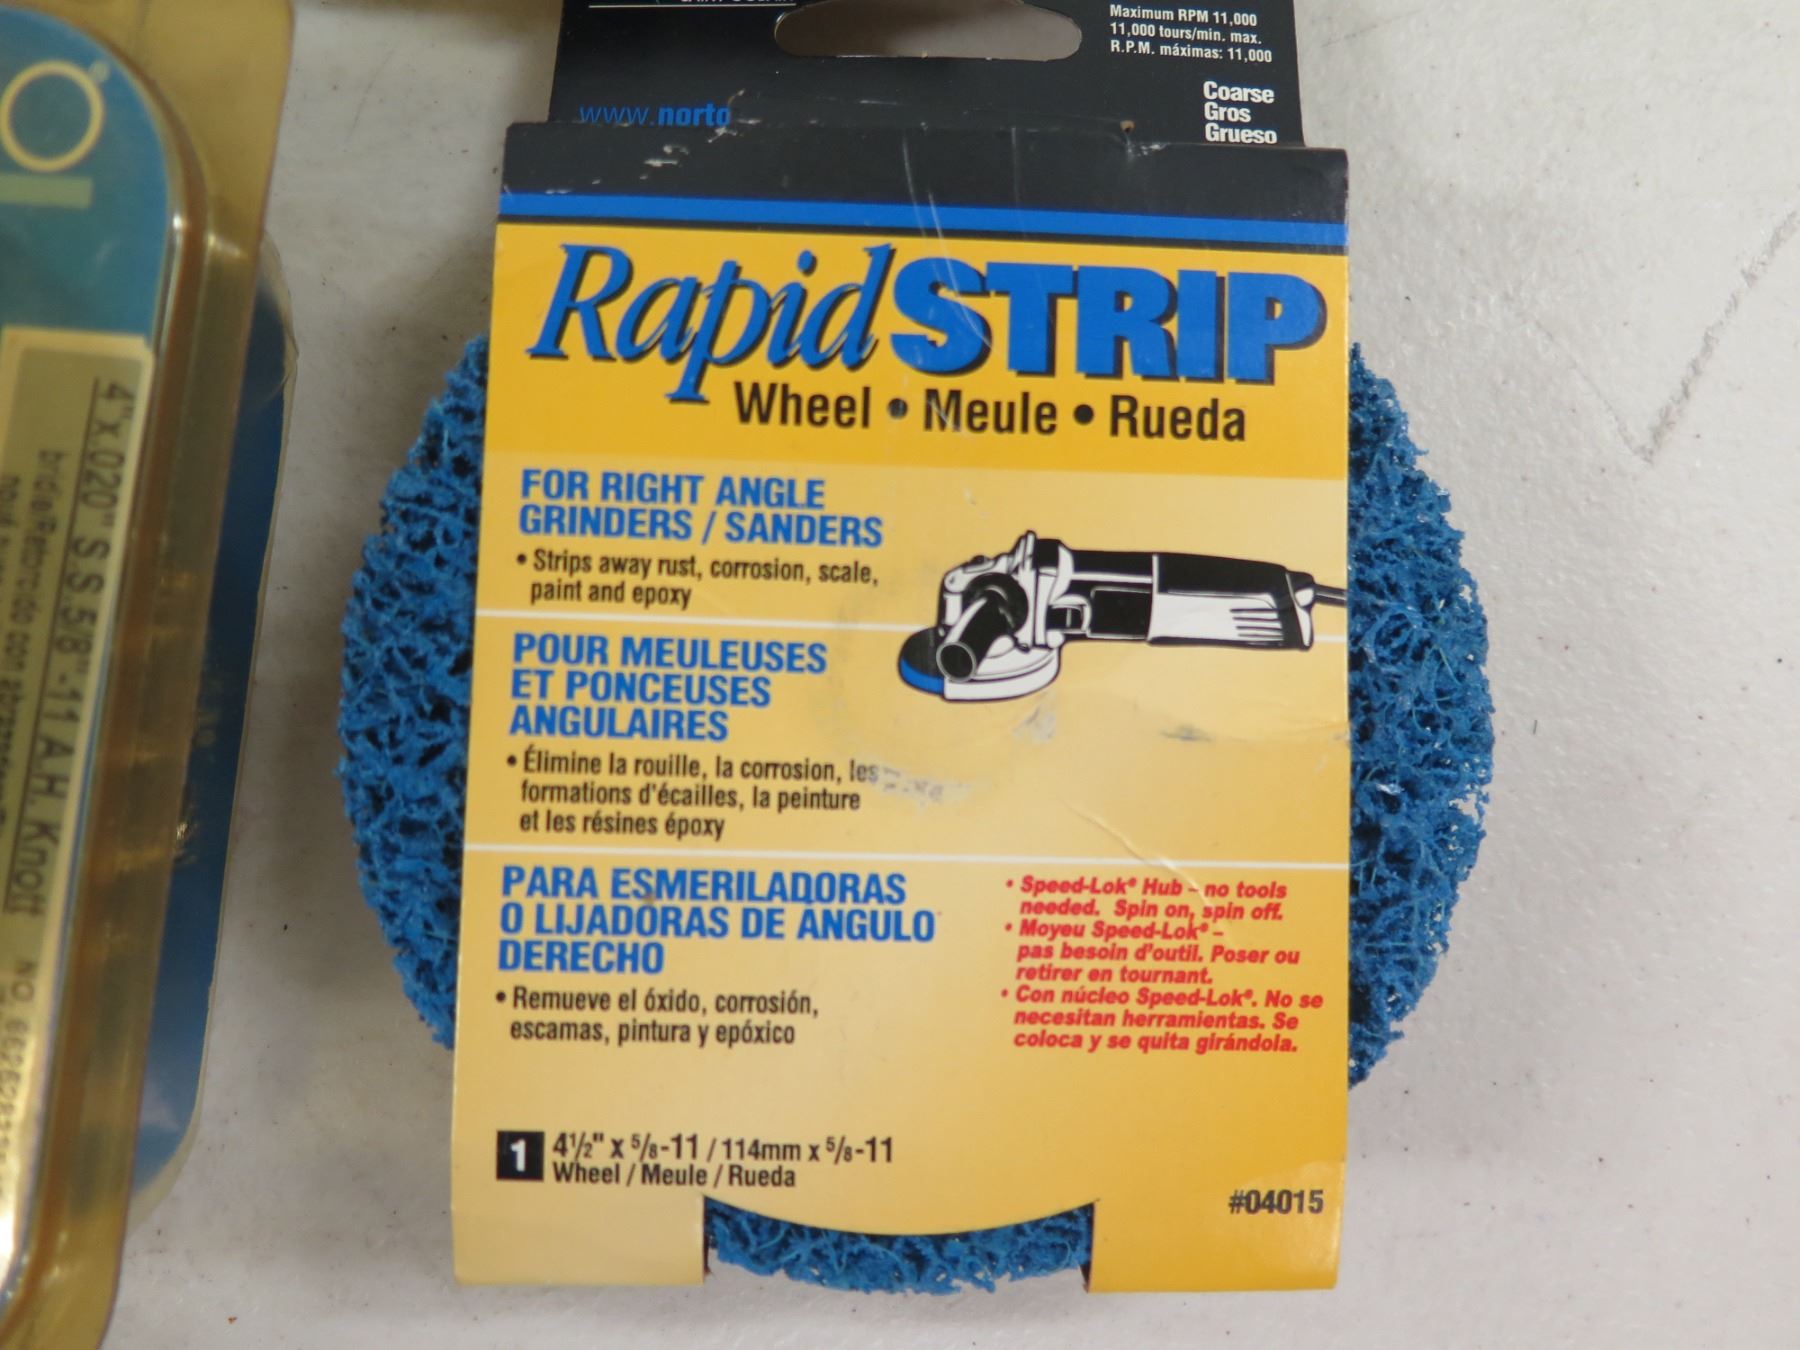 Maximum RPM 11,000
11,000 tours/min. max.
R.P.M. máximas: 11,000
www.norto
Coarse
Gros
Grueso
RapidSTRIP
Wheel • Meule • Rueda
FOR RIGHT ANGLE
GRINDERS / SANDERS
• Strips away rust, corrosion, scale,
paint and epoxy
POUR MEULEUSES
ET PONCEUSES
ANGULAIRES
• Élimine la rouille, la corrosion, les
formations d'écailles, la peinture
et les résines époxy
PARA ESMERILADORAS
O LIJADORAS DE ÁNGULO
DERECHO
• Remueve el óxido, corrosión,
escamas, pintura y epóxico
• Speed-Lok® Hub - no tools
needed. Spin on, spin off.
• Moyeu Speed-Lok® -
pas besoin d'outil. Poser ou
retirer en tournant.
• Con núcleo Speed-Lok®. No se
necesitan herramientas. Se
coloca y se quita girándola.
1 4½" x 5/8-11 / 114mm x 5/8-11
Wheel / Meule / Rueda
#04015
4"x.020" S.S.5/8"-11 A.H. Knott